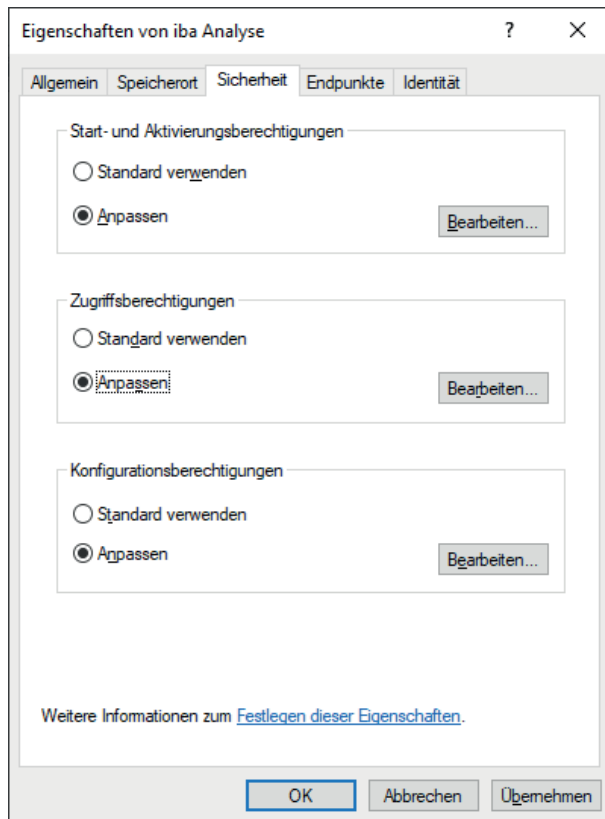 Eigenschaften von iba Analyse
?
Allgemein Speicherort Sicherheit Endpunkte Identität
Start- und Aktivierungsberechtigungen
Standard verwenden
Anpassen
Bearbeiten...
Zugriffsberechtigungen
Standard verwenden
Anpassen
Bearbeiten...
Konfigurationsberechtigungen
Standard verwenden
Anpassen
Bearbeiten...
Weitere Informationen zum Festlegen dieser Eigenschaften.
OK Abbrechen Übernehmen